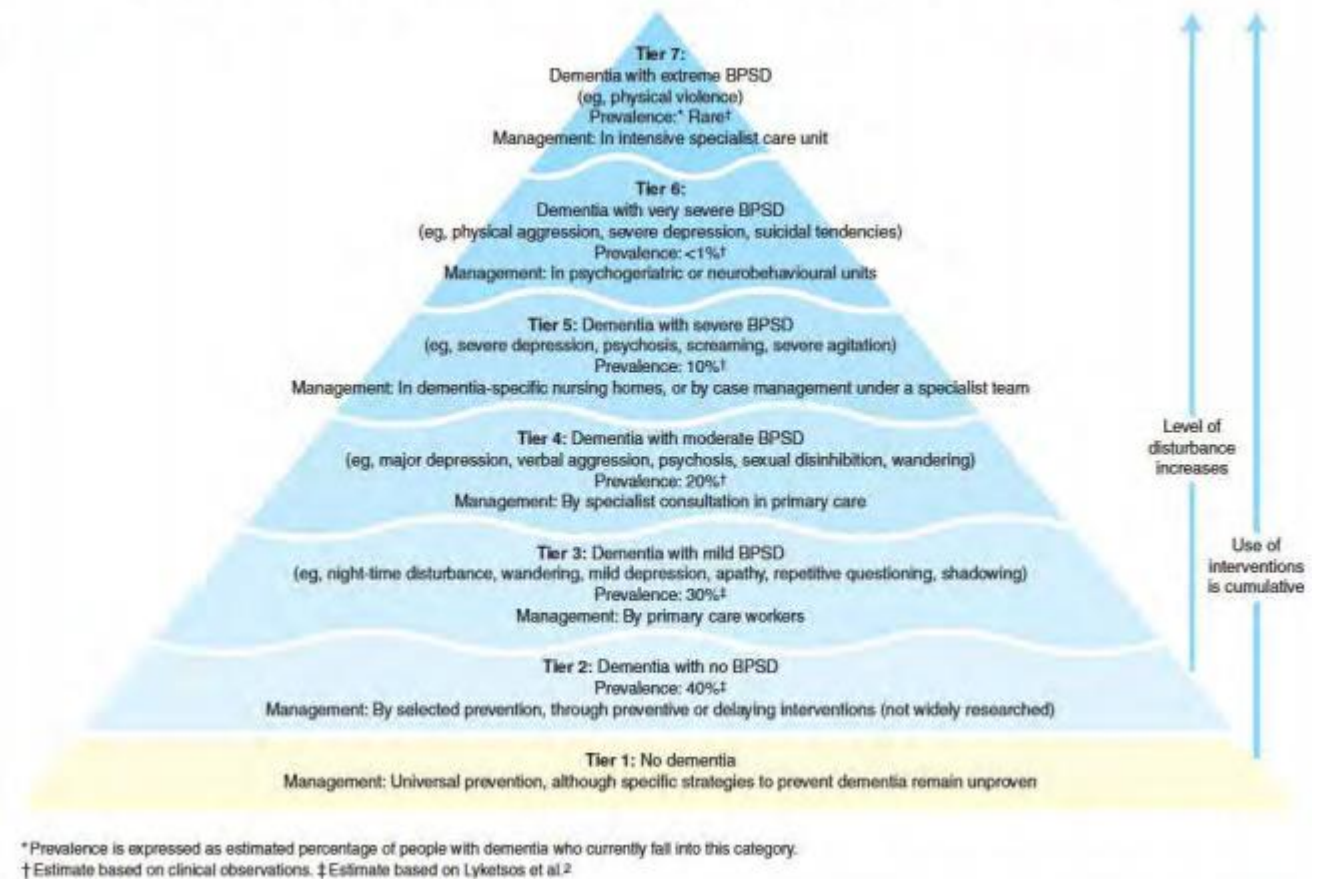 Tier 7:
Dementia with extreme BPSD
(eg, physical violence)
Prevalence:* Rare†
Management: In intensive specialist care unit
Tier 6:
Dementia with very severe BPSD
(eg, physical aggression, severe depression, suicidal tendencies)
Prevalence: <1%†
Management: In psychogeriatric or neurobehavioural units
Tier 5: Dementia with severe BPSD
(eg, severe depression, psychosis, screaming, severe agitation)
Prevalence: 10%†
Management: In dementia-specific nursing homes, or by case management under a specialist team
Tier 4: Dementia with moderate BPSD
(eg, major depression, verbal aggression, psychosis, sexual disinhibition, wandering)
Prevalence: 20%†
Management: By specialist consultation in primary care
Tier 3: Dementia with mild BPSD
(eg, night-time disturbance, wandering, mild depression, apathy, repetitive questioning, shadowing)
Prevalence: 30%‡
Management: By primary care workers
Tier 2: Dementia with no BPSD
Prevalence: 40%‡
Management: By selected prevention, through preventive or delaying interventions (not widely researched)
Tier 1: No dementia
Management: Universal prevention, although specific strategies to prevent dementia remain unproven
Level of
disturbance
increases
Use of
interventions
is cumulative
*Prevalence is expressed as estimated percentage of people with dementia who currently fall into this category.
†Estimate based on clinical observations. ‡Estimate based on Lyketsos et al.²